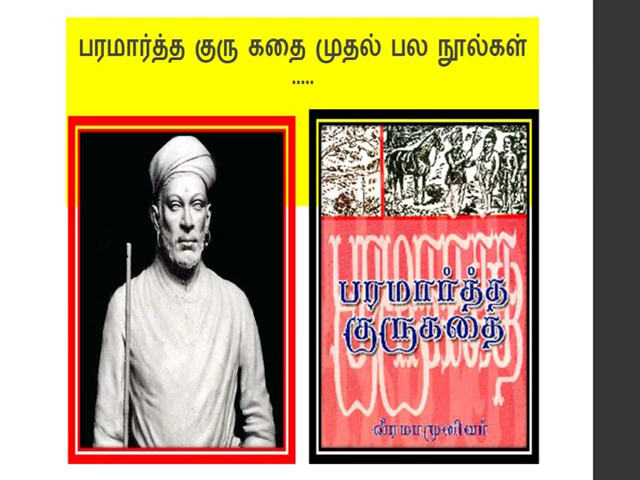 பரமார்த்த குரு கதை முதல் பல நூல்கள்
.....
பரமார்த்த
குருகதை
வீரமாமுனிவர்